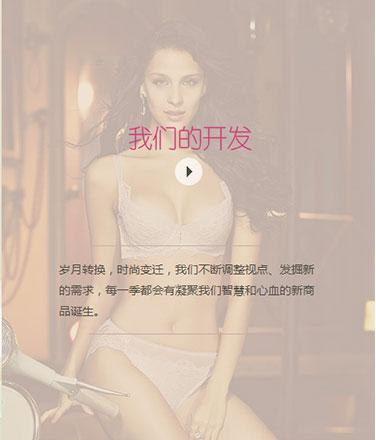 我们的开发
岁月转换，时尚变迁，我们不断调整视点、发掘新
的需求，每一季都会有凝聚我们智慧和心血的新商
品诞生。